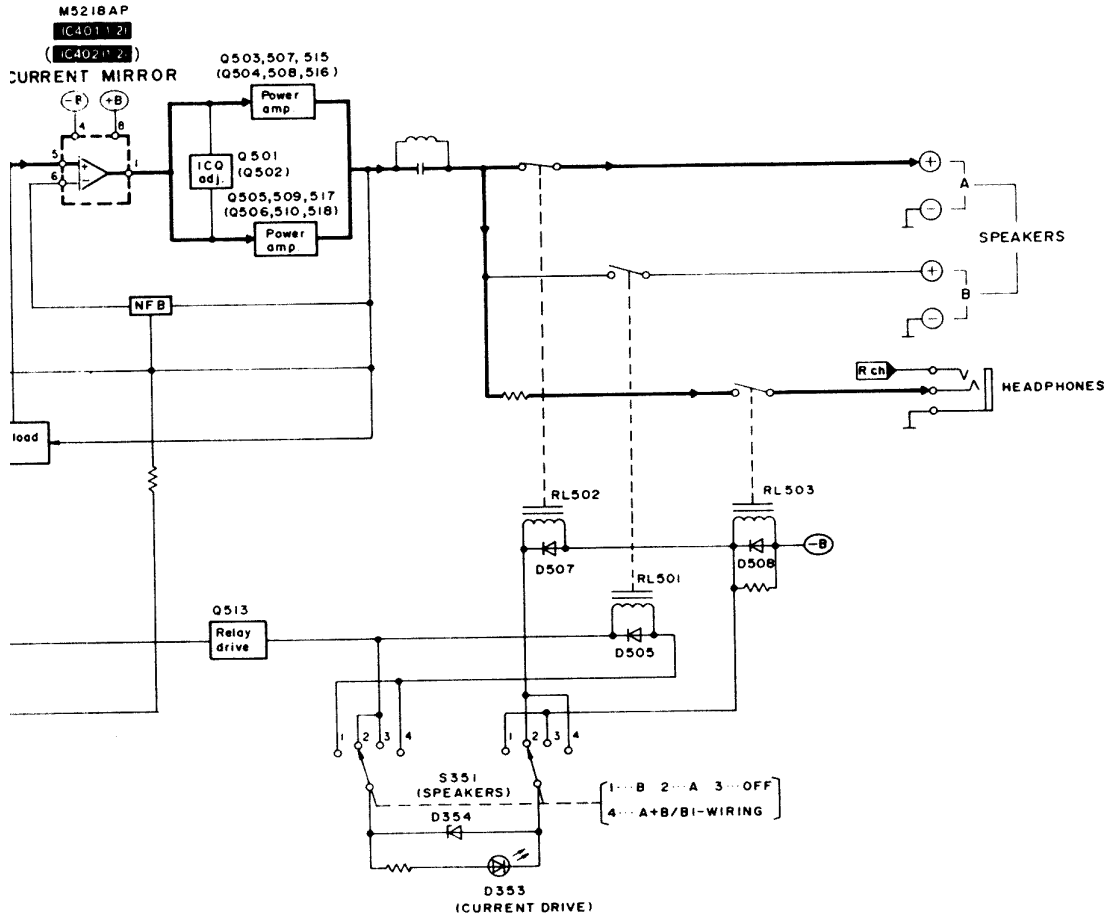 M5218AP
IC401(1,2)
(IC402(1,2))
CURRENT MIRROR
-B +B
4 8
5 1
6
+
-
Q503,507,515
(Q504,508,516)
Power
amp.
ICQ
adj.
Q501
(Q502)
Q505,509,517
(Q506,510,518)
Power
amp.
NFB
load
+
-
A
SPEAKERS
+
-
B
R ch
HEADPHONES
RL502
D507
RL503
D508
-B
RL501
D505
Q513
Relay
drive
1 2 3 4
1 2 3 4
S351
(SPEAKERS)
1···B 2···A 3···OFF
4···A+B/BI-WIRING
D354
D353
(CURRENT DRIVE)